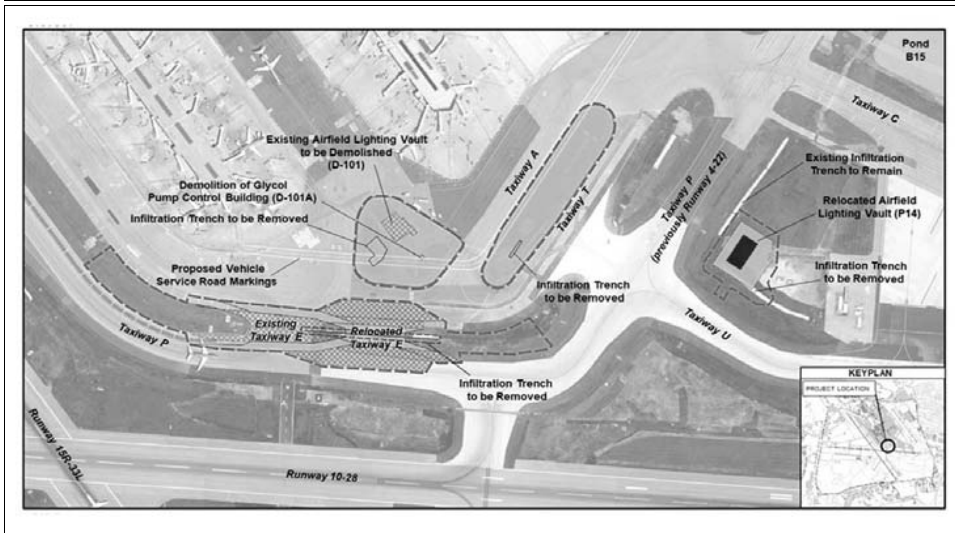 Pond
B15
Taxiway C
Existing Airfield Lighting Vault
to be Demolished
(D-101)
Taxiway A
Taxiway T
Taxiway P
(previously Runway 4-22)
Existing Infiltration
Trench to Remain
Demolition of Glycol
Pump Control Building (D-101A)
Infiltration Trench to be Removed
Relocated Airfield
Lighting Vault (P14)
Proposed Vehicle
Service Road Markings
Infiltration Trench
to be Removed
Infiltration Trench
to be Removed
Taxiway P
Existing
Taxiway E
Relocated
Taxiway E
Taxiway U
Infiltration Trench
to be Removed
KEYPLAN
PROJECT LOCATION
Runway 15R-33L
Runway 10-28